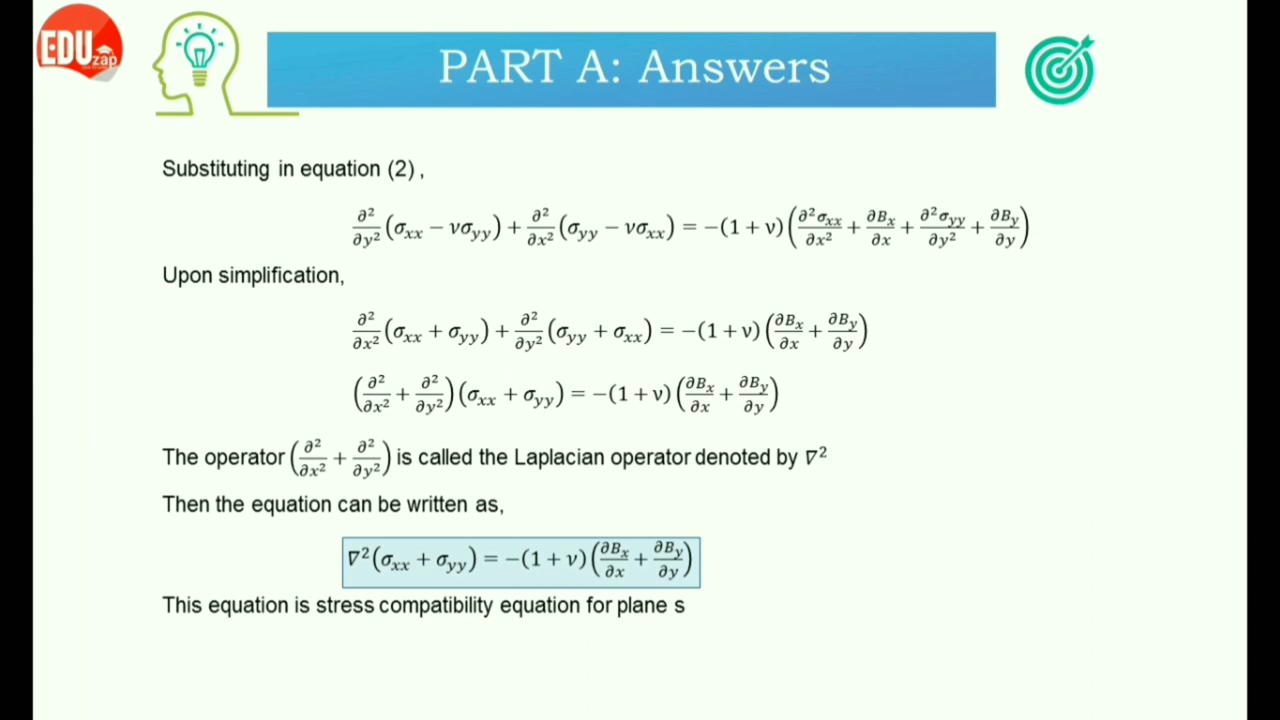 EDUzap
PART A: Answers
Substituting in equation (2) ,
∂²/∂y² (σxx − νσyy) + ∂²/∂x² (σyy − νσxx) = −(1 + ν)(∂²σxx/∂x² + ∂Bx/∂x + ∂²σyy/∂y² + ∂By/∂y)
Upon simplification,
∂²/∂x² (σxx + σyy) + ∂²/∂y² (σyy + σxx) = −(1 + ν)(∂Bx/∂x + ∂By/∂y)
(∂²/∂x² + ∂²/∂y²)(σxx + σyy) = −(1 + ν)(∂Bx/∂x + ∂By/∂y)
The operator (∂²/∂x² + ∂²/∂y²) is called the Laplacian operator denoted by ∇²
Then the equation can be written as,
∇²(σxx + σyy) = −(1 + ν)(∂Bx/∂x + ∂By/∂y)
This equation is stress compatibility equation for plane s